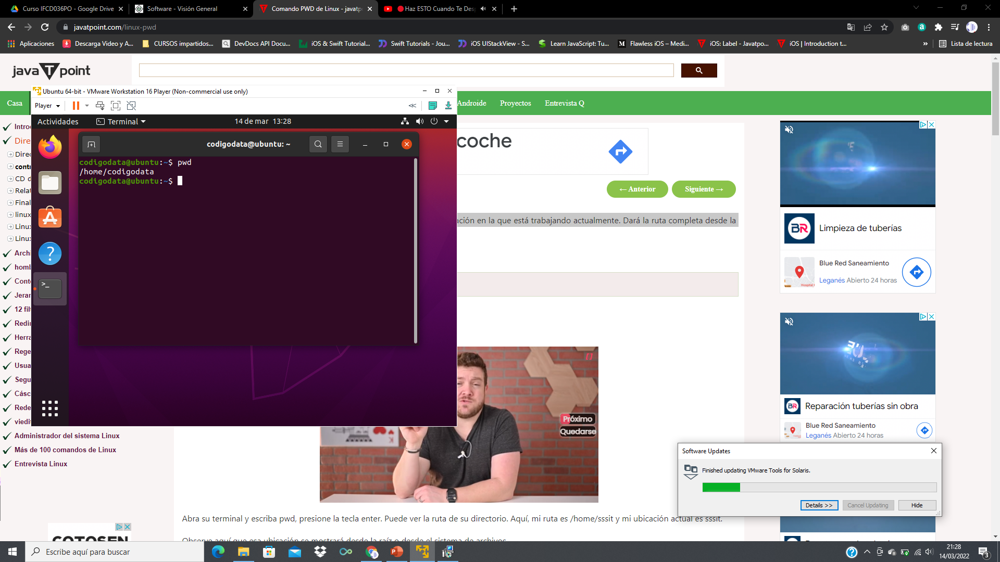 Curso IFCD036PO - Google Drive
Software - Visión General
Comando PWD de Linux - javatp
Haz ESTO Cuando Te Des
javatpoint.com/linux-pwd
Aplicaciones
Descarga Video y A...
CURSOS impartidos...
DevDocs API Docu...
iOS & Swift Tutorial...
Swift Tutorials - Jou...
iOS UIStackView - S...
Learn JavaScript: Tu...
Flawless iOS – Medi...
iOS: Label - Javatpo...
iOS | Introduction t...
»
Lista de lectura
javaTpoint
Ubuntu 64-bit - VMware Workstation 16 Player (Non-commercial use only)
Casa
Androide
Proyectos
Entrevista Q
Player
Actividades
Terminal
14 de mar 13:28
codigodata@ubuntu: ~
codigodata@ubuntu:~$ pwd
/home/codigodata
codigodata@ubuntu:~$
Intro
Dire
Direc
cont
CD d
Relat
Final
linux
Linu
Linu
Archi
homb
Conte
Jerar
12 filt
Redir
Herra
Rege
Usua
Segu
Cásc
Rede
viedit
Administrador del sistema Linux
Más de 100 comandos de Linux
Entrevista Linux
coche
← Anterior
Siguiente →
ación en la que está trabajando actualmente. Dará la ruta completa desde la
Próximo
Quedarse
Abra su terminal y escriba pwd, presione la tecla enter. Puede ver la ruta de su directorio. Aquí, mi ruta es /home/sssit y mi ubicación actual es sssit.
Observe aquí que esa ubicación se mostrará desde la raíz o desde el sistema de archivos.
COTOSEN
BR
Limpieza de tuberías
Blue Red Saneamiento
Leganés Abierto 24 horas
Hospital
BR
Reparación tuberías sin obra
Blue Red Saneamiento
Leganés Abierto 24 horas
Software Updates
Finished updating VMware Tools for Solaris.
Details >>
Cancel Updating
Hide
Escribe aquí para buscar
21:28
14/03/2022
3